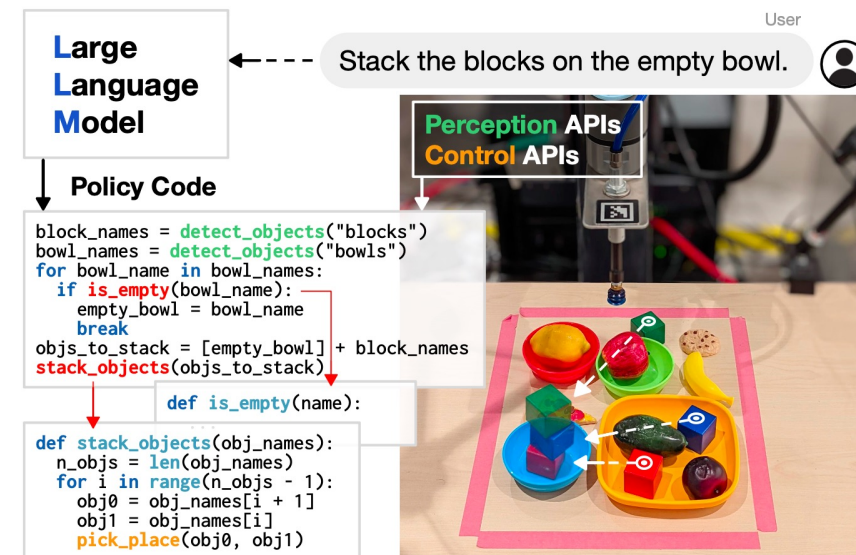 User
Stack the blocks on the empty bowl.
Large
Language
Model
Perception APIs
Control APIs
Policy Code
block_names = detect_objects("blocks")
bowl_names = detect_objects("bowls")
for bowl_name in bowl_names:
  if is_empty(bowl_name):
    empty_bowl = bowl_name
    break
objs_to_stack = [empty_bowl] + block_names
stack_objects(objs_to_stack)
def is_empty(name):
...
def stack_objects(obj_names):
  n_objs = len(obj_names)
  for i in range(n_objs - 1):
    obj0 = obj_names[i + 1]
    obj1 = obj_names[i]
    pick_place(obj0, obj1)